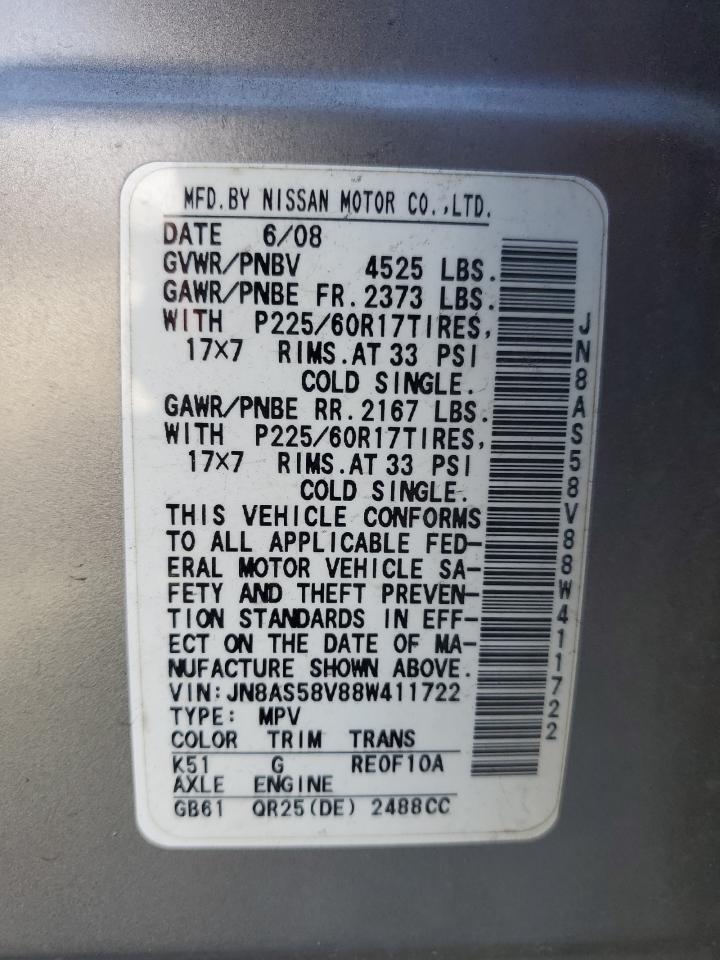 MFD.BY NISSAN MOTOR CO.,LTD.
DATE 6/08
GVWR/PNBV 4525 LBS.
GAWR/PNBE FR.2373 LBS.
WITH P225/60R17TIRES,
17×7 RIMS.AT 33 PSI
COLD SINGLE.
GAWR/PNBE RR.2167 LBS.
WITH P225/60R17TIRES,
17×7 RIMS.AT 33 PSI
COLD SINGLE.
THIS VEHICLE CONFORMS
TO ALL APPLICABLE FED-
ERAL MOTOR VEHICLE SA-
FETY AND THEFT PREVEN-
TION STANDARDS IN EFF-
ECT ON THE DATE OF MA-
NUFACTURE SHOWN ABOVE.
VIN:JN8AS58V88W411722
TYPE: MPV
COLOR TRIM TRANS
K51 G RE0F10A
AXLE ENGINE
GB61 QR25(DE) 2488CC
JN8AS58V88W411722